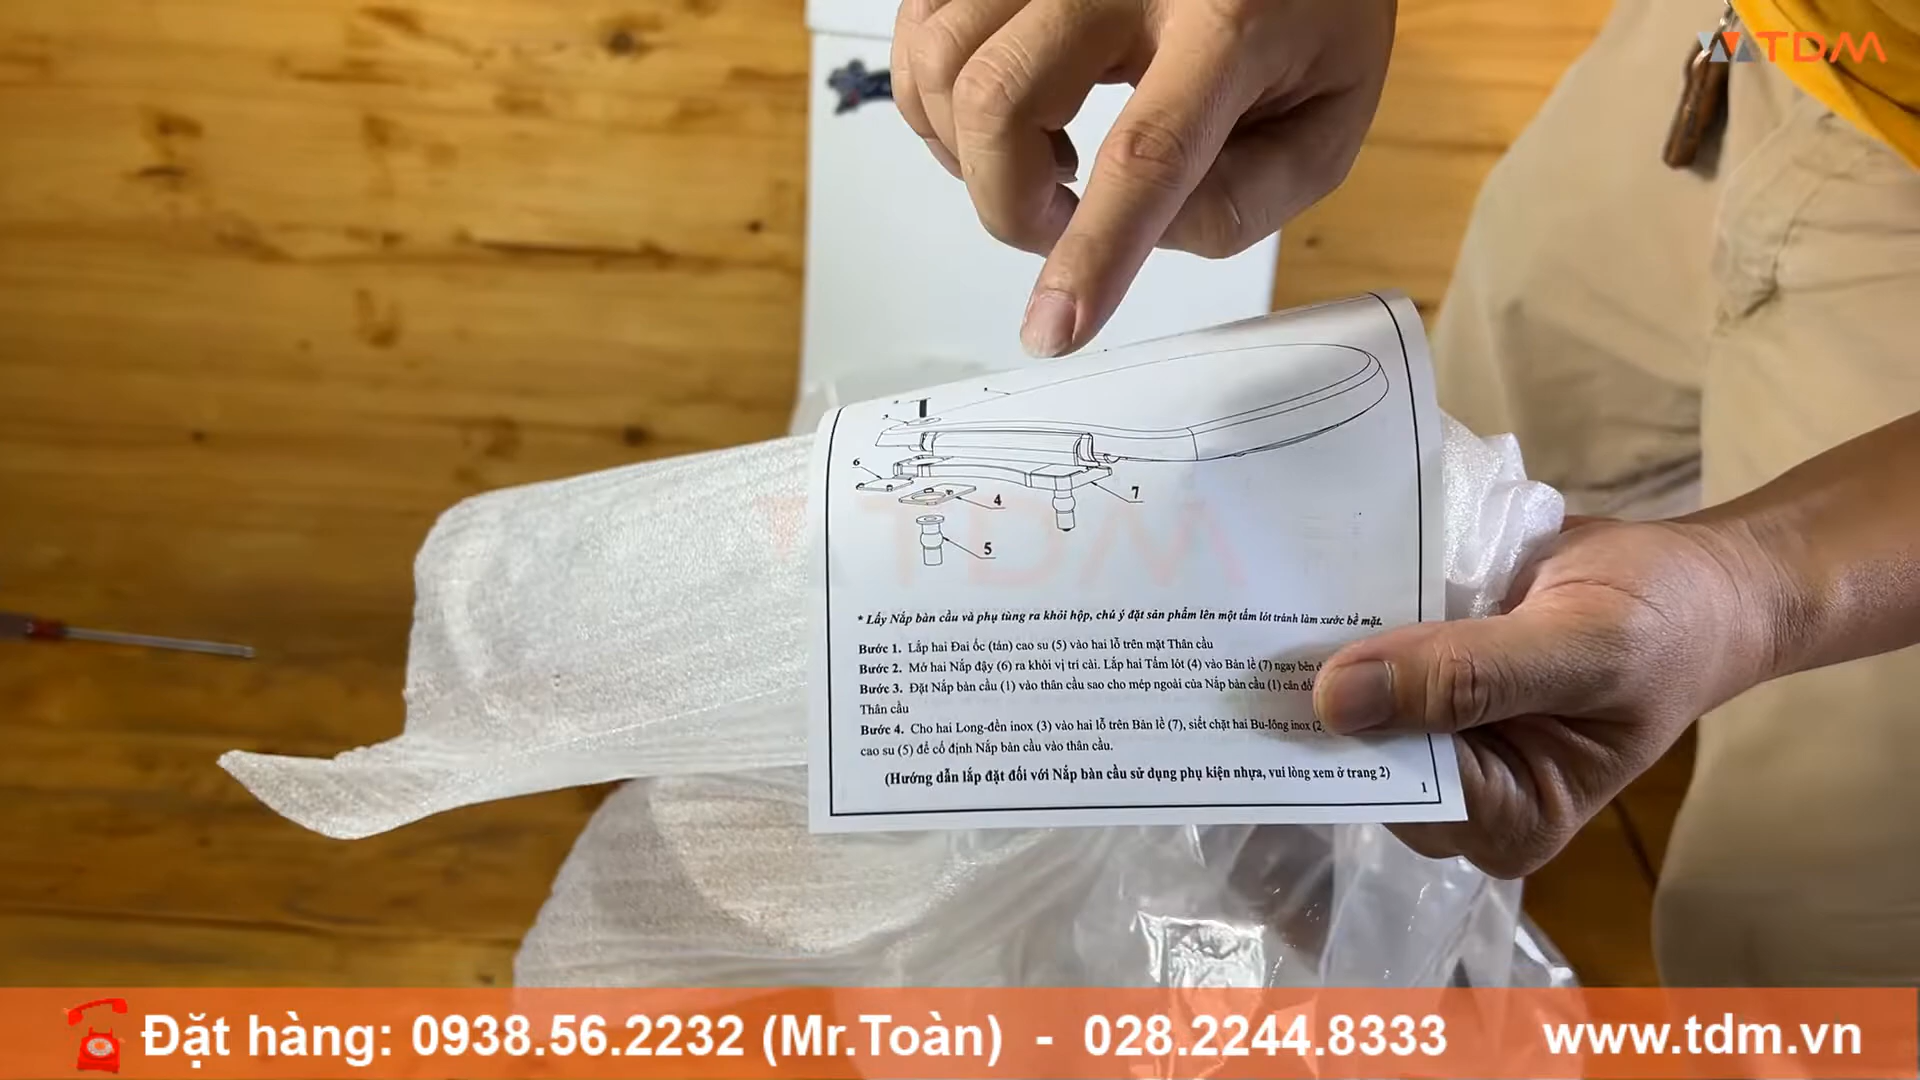 TDM
6
4
7
5
TDM
* Lấy Nắp bàn cầu và phụ tùng ra khỏi hộp, chú ý đặt sản phẩm lên một tấm lót tránh làm xước bề mặt.
Bước 1. Lắp hai Đai ốc (tán) cao su (5) vào hai lỗ trên mặt Thân cầu
Bước 2. Mở hai Nắp đậy (6) ra khỏi vị trí cài. Lắp hai Tấm lót (4) vào Bản lề (7) ngay bên
Bước 3. Đặt Nắp bàn cầu (1) vào thân cầu sao cho mép ngoài của Nắp bàn cầu (1) cân
Thân cầu
Bước 4. Cho hai Long-đền inox (3) vào hai lỗ trên Bản lề (7), siết chặt hai Bu-lông inox (2
cao su (5) để cố định Nắp bàn cầu vào thân cầu.
(Hướng dẫn lắp đặt đối với Nắp bàn cầu sử dụng phụ kiện nhựa, vui lòng xem ở trang 2)
1
Đặt hàng: 0938.56.2232 (Mr.Toàn) - 028.2244.8333 www.tdm.vn